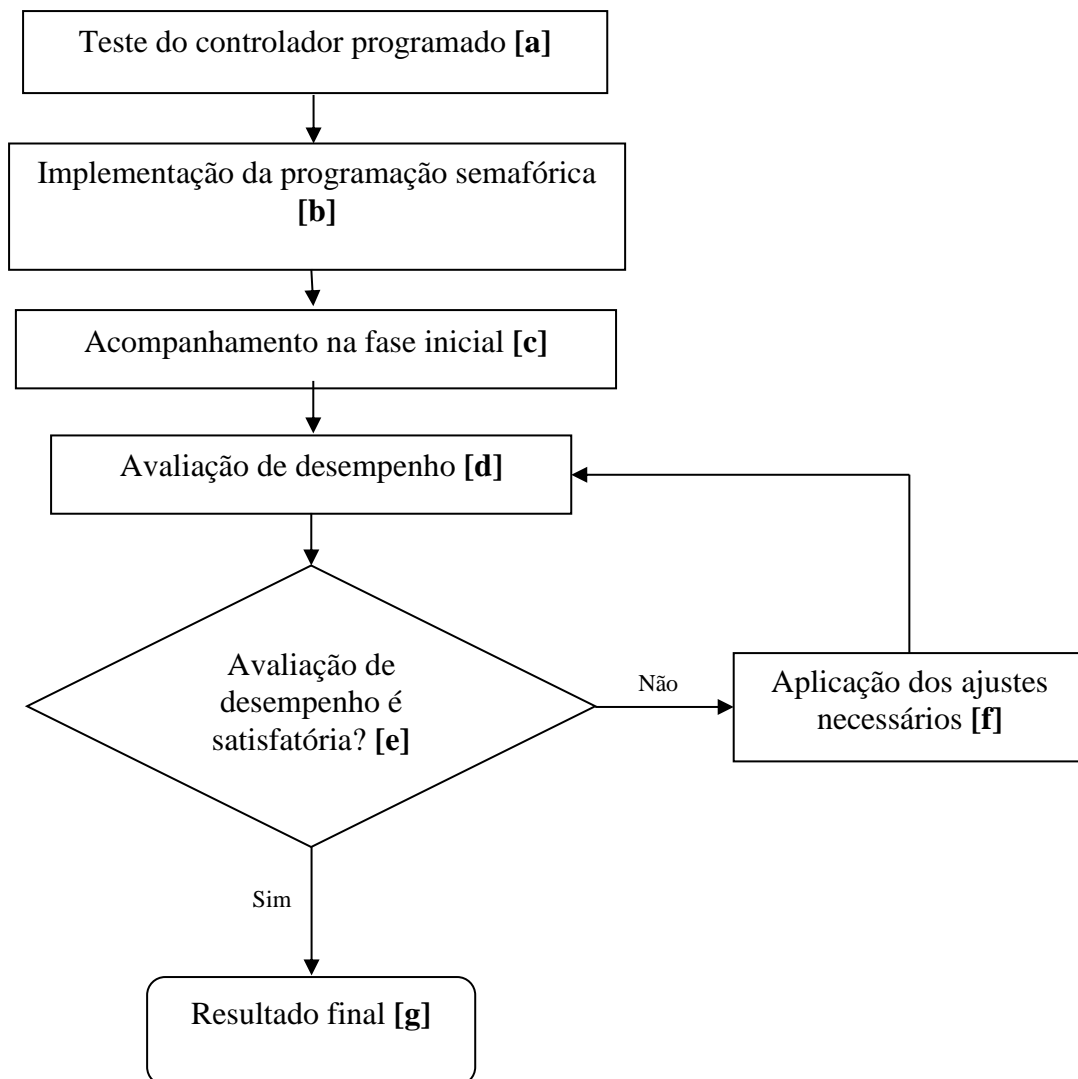 Teste do controlador programado [a]
Implementação da programação semafórica
[b]
Acompanhamento na fase inicial [c]
Avaliação de desempenho [d]
Avaliação de
desempenho é
satisfatória? [e]
Não
Aplicação dos ajustes
necessários [f]
Sim
Resultado final [g]